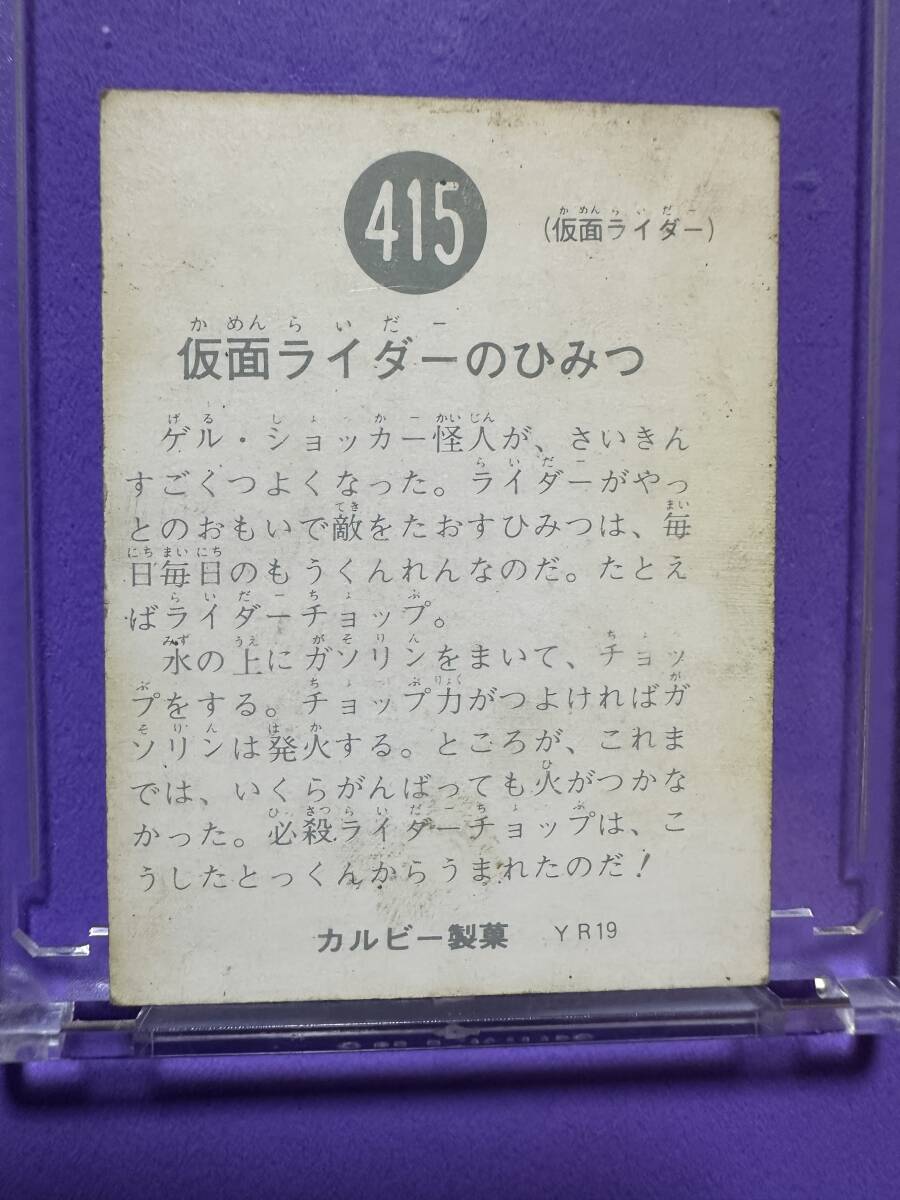 415
(仮面ライダー)
仮面ライダーのひみつ
ゲル・ショッカー怪人が、さいきん
すごくつよくなった。ライダーがやっ
とのおもいで敵をたおすひみつは、毎
日毎日のもうくんれんなのだ。たとえ
ばライダーチョップ。
水の上にガソリンをまいて、チョッ
プをする。チョップ力がつよければガ
ソリンは発火する。ところが、これま
では、いくらがんばっても火がつかな
かった。必殺ライダーチョップは、こ
うしたとっくんからうまれたのだ!
カルビー製菓 YR19